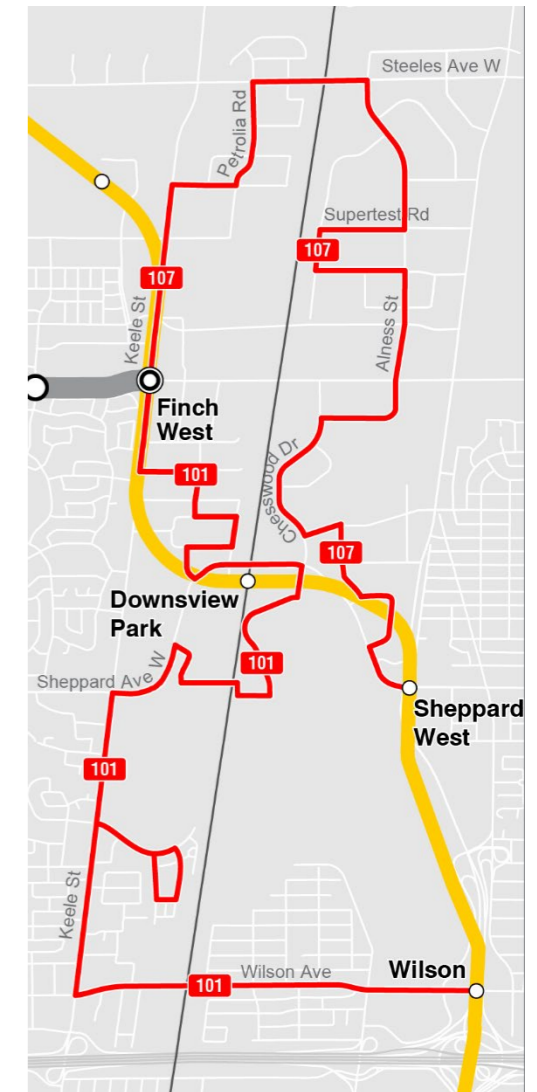 Steeles Ave W
Petrolia Rd
Supertest Rd
107
107
Keele St
Alness St
Finch
West
101
Chesswood Dr
107
Downsview
Park
Sheppard Ave W
101
Sheppard
West
101
Keele St
Wilson Ave
Wilson
101